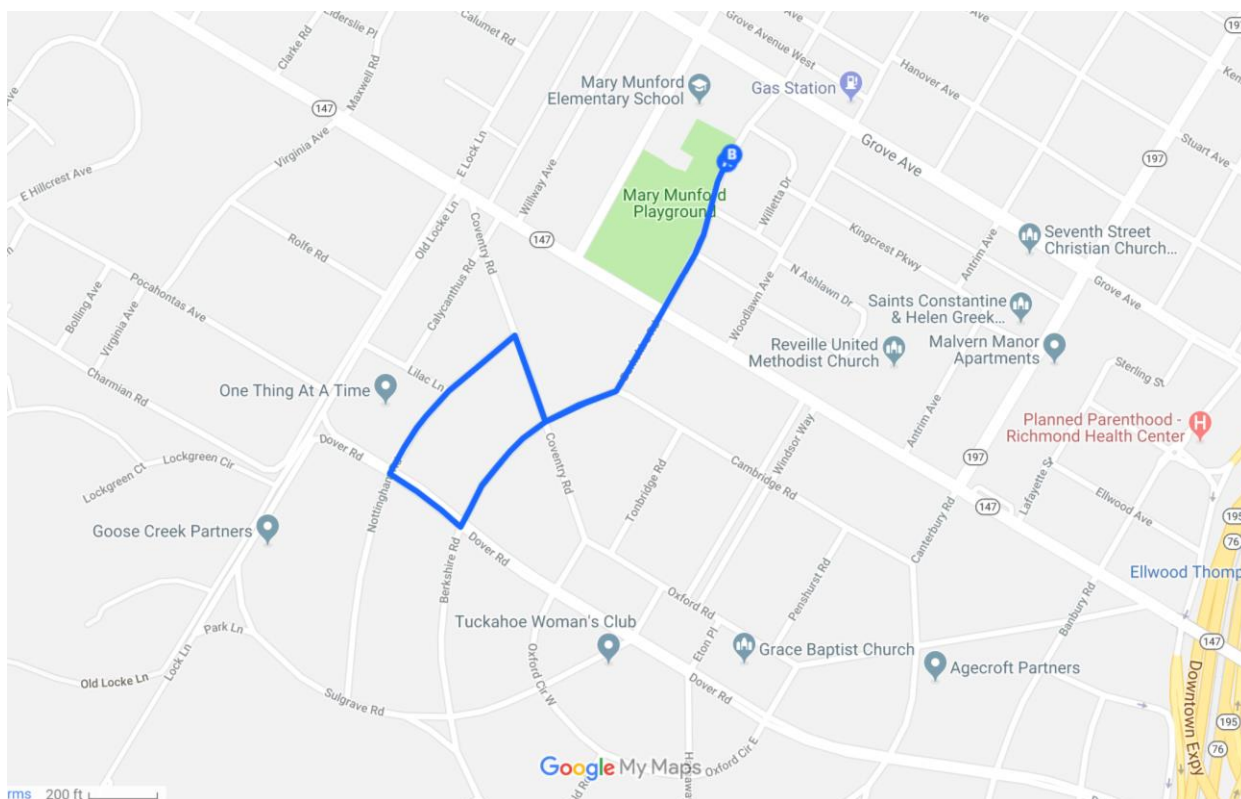 Elderslie Pl
Calumet Rd
Clarke Rd
Maxwell Rd
147
Grove Avenue West
Hanover Ave
197
Mary Munford
Elementary School
Gas Station
Stuart Ave
Grove Ave
197
E Lock Ln
Virginia Ave
E Hillcrest Ave
Willway Ave
B
Mary Munford
Playground
Willetta Dr
Kingcrest Pkwy
Antrim Ave
Seventh Street
Christian Church...
Old Locke Ln
Coventry Rd
147
Rolfe Rd
Calycanthus Rd
Pocahontas Ave
N Ashlawn Dr
Woodlawn Ave
Grove Ave
Saints Constantine
& Helen Greek...
Bolling Ave
Virginia Ave
Reveille United
Methodist Church
Malvern Manor
Apartments
Sterling St
Charmian Rd
Lilac Ln
One Thing At A Time
Antrim Ave
Windsor Way
Planned Parenthood -
Richmond Health Center
H
Dover Rd
Lockgreen Cir
Lockgreen Ct
Coventry Rd
Tonbridge Rd
Cambridge Rd
197
Lafayette St
Ellwood Ave
147
195
76
Goose Creek Partners
Berkshire Rd
Dover Rd
Canterbury Rd
Ellwood Thomp
Oxford Rd
Penshurst Rd
Banbury Rd
Park Ln
Tuckahoe Woman's Club
Eton Pl
Grace Baptist Church
147
Agecroft Partners
Old Locke Ln
Lock Ln
Sulgrave Rd
Oxford Cir W
Dover Rd
Downtown Expy
195
76
Oxford Cir E
Google My Maps
rms 200 ft